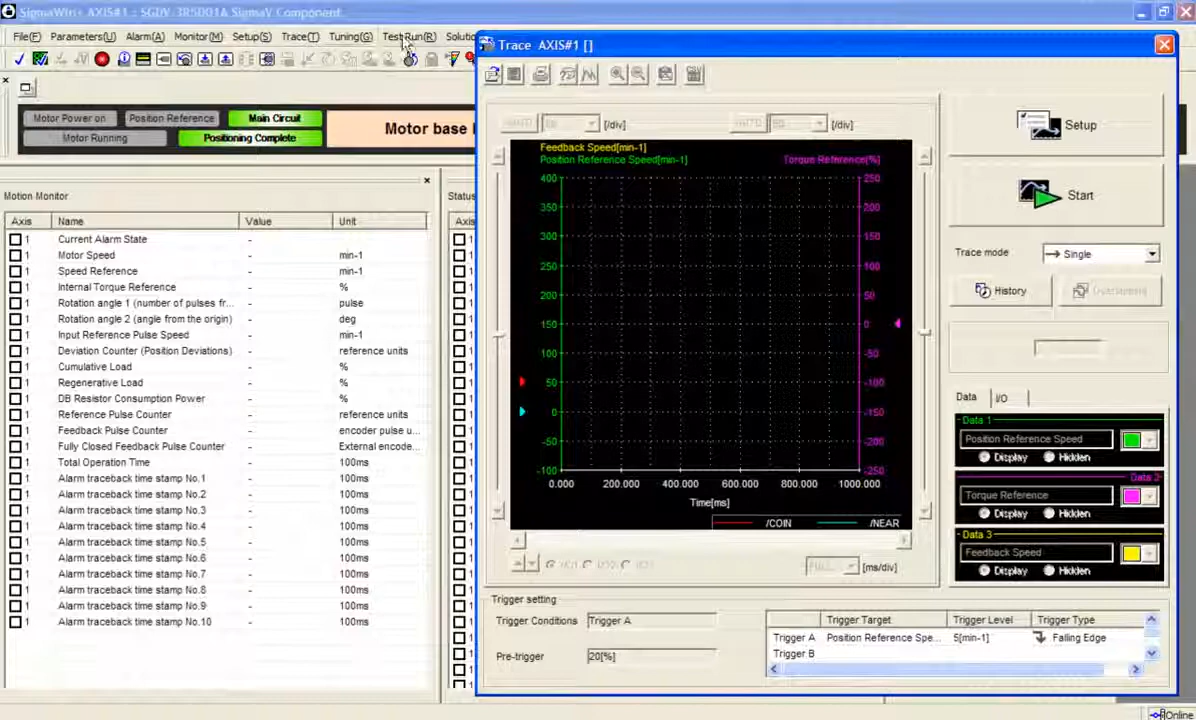 SigmaWin+ AXIS#1 : SGDV-3R5D01A SigmaV Component
File(F) Parameters(U) Alarm(A) Monitor(M) Setup(S) Trace(T) Tuning(G) TestRun(R) Solutio
Trace AXIS#1 []
Motor Power on Position Reference Main Circuit
Motor Running Positioning Complete
Motor base
AUTO [/div] AUTO 50 [/div]
Feedback Speed[min-1]
Position Reference Speed[min-1] Torque Reference[%]
400 250
350 200
300 150
250 100
200 50
150 0
100 -50
50 -100
0 -150
-50 -200
-100 -250
0.000 200.000 400.000 600.000 800.000 1000.000
Time[ms]
/COIN /NEAR
FULL [ms/div]
Setup
Start
Trace mode Single
History Overwriting
Data I/O
Data 1
Position Reference Speed
Display Hidden
Data 2
Torque Reference
Display Hidden
Data 3
Feedback Speed
Display Hidden
Trigger setting
Trigger Conditions Trigger A
Pre-trigger 20[%]
Trigger Target Trigger Level Trigger Type
Trigger A Position Reference Spe... 5[min-1] Falling Edge
Trigger B
Motion Monitor
Axis Name Value Unit
1 Current Alarm State -
1 Motor Speed - min-1
1 Speed Reference - min-1
1 Internal Torque Reference - %
1 Rotation angle 1 (number of pulses fr... - pulse
1 Rotation angle 2 (angle from the origin) - deg
1 Input Reference Pulse Speed - min-1
1 Deviation Counter (Position Deviations) - reference units
1 Cumulative Load - %
1 Regenerative Load - %
1 DB Resistor Consumption Power - %
1 Reference Pulse Counter - reference units
1 Feedback Pulse Counter - encoder pulse u...
1 Fully Closed Feedback Pulse Counter - External encode...
1 Total Operation Time - 100ms
1 Alarm traceback time stamp No.1 - 100ms
1 Alarm traceback time stamp No.2 - 100ms
1 Alarm traceback time stamp No.3 - 100ms
1 Alarm traceback time stamp No.4 - 100ms
1 Alarm traceback time stamp No.5 - 100ms
1 Alarm traceback time stamp No.6 - 100ms
1 Alarm traceback time stamp No.7 - 100ms
1 Alarm traceback time stamp No.8 - 100ms
1 Alarm traceback time stamp No.9 - 100ms
1 Alarm traceback time stamp No.10 - 100ms
Status
Axis
Online